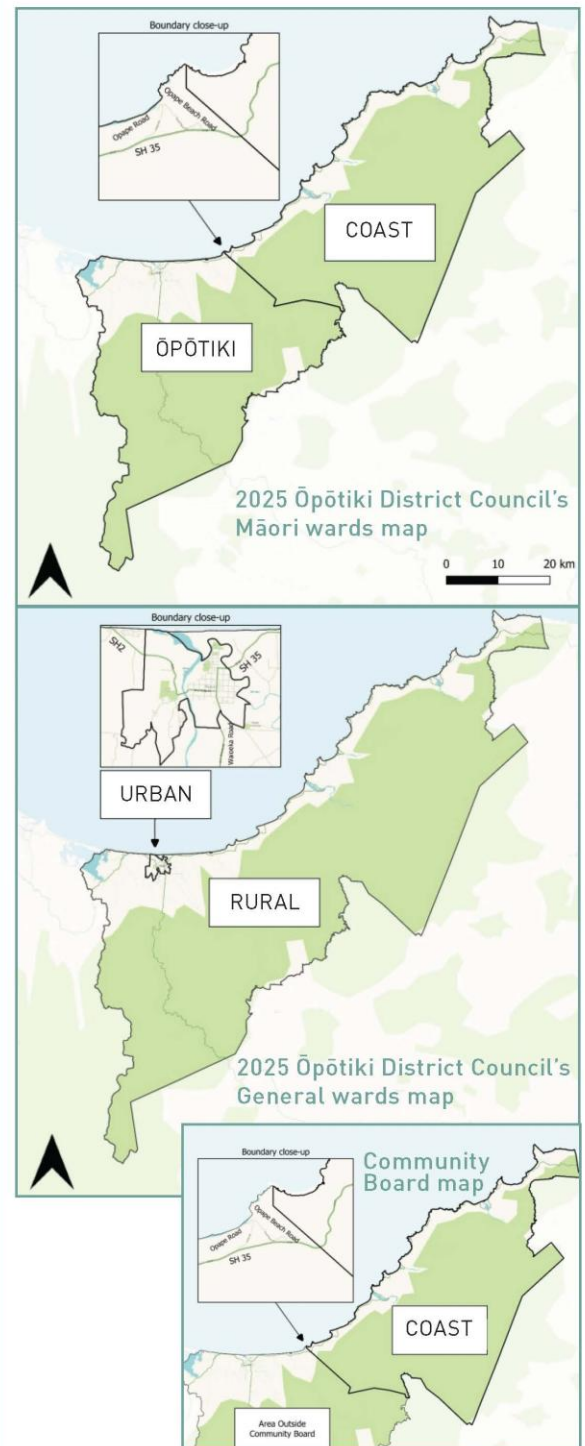 Boundary close-up
Opape Road
Opape Beach Road
SH 35
COAST
ŌPŌTIKI
2025 Ōpōtiki District Council's
Māori wards map
0 10 20 km
Boundary close-up
SH2
SH 35
Waioeka Road
URBAN
RURAL
2025 Ōpōtiki District Council's
General wards map
Boundary close-up
Community
Board map
Opape Road
Opape Beach Road
SH 35
COAST
Area Outside
Community Board